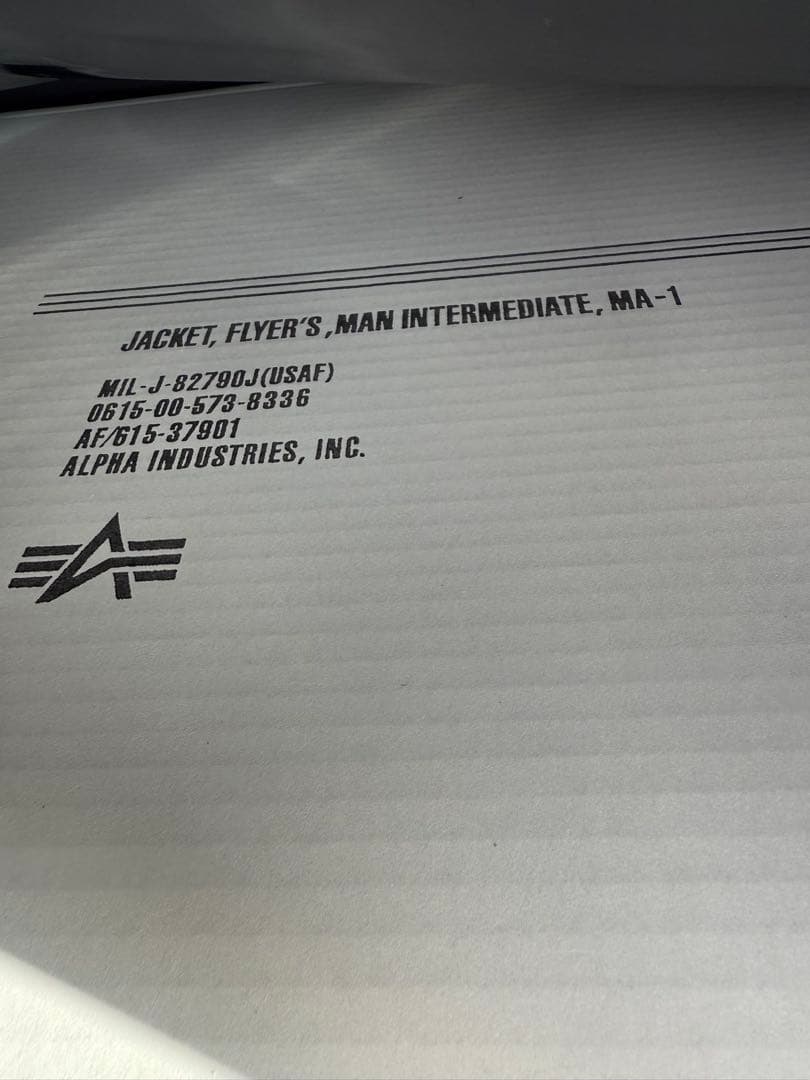 JACKET, FLYER'S ,MAN INTERMEDIATE, MA-1
MIL-J-82790J(USAF)
0615-00-573-8336
AF/615-37901
ALPHA INDUSTRIES, INC.